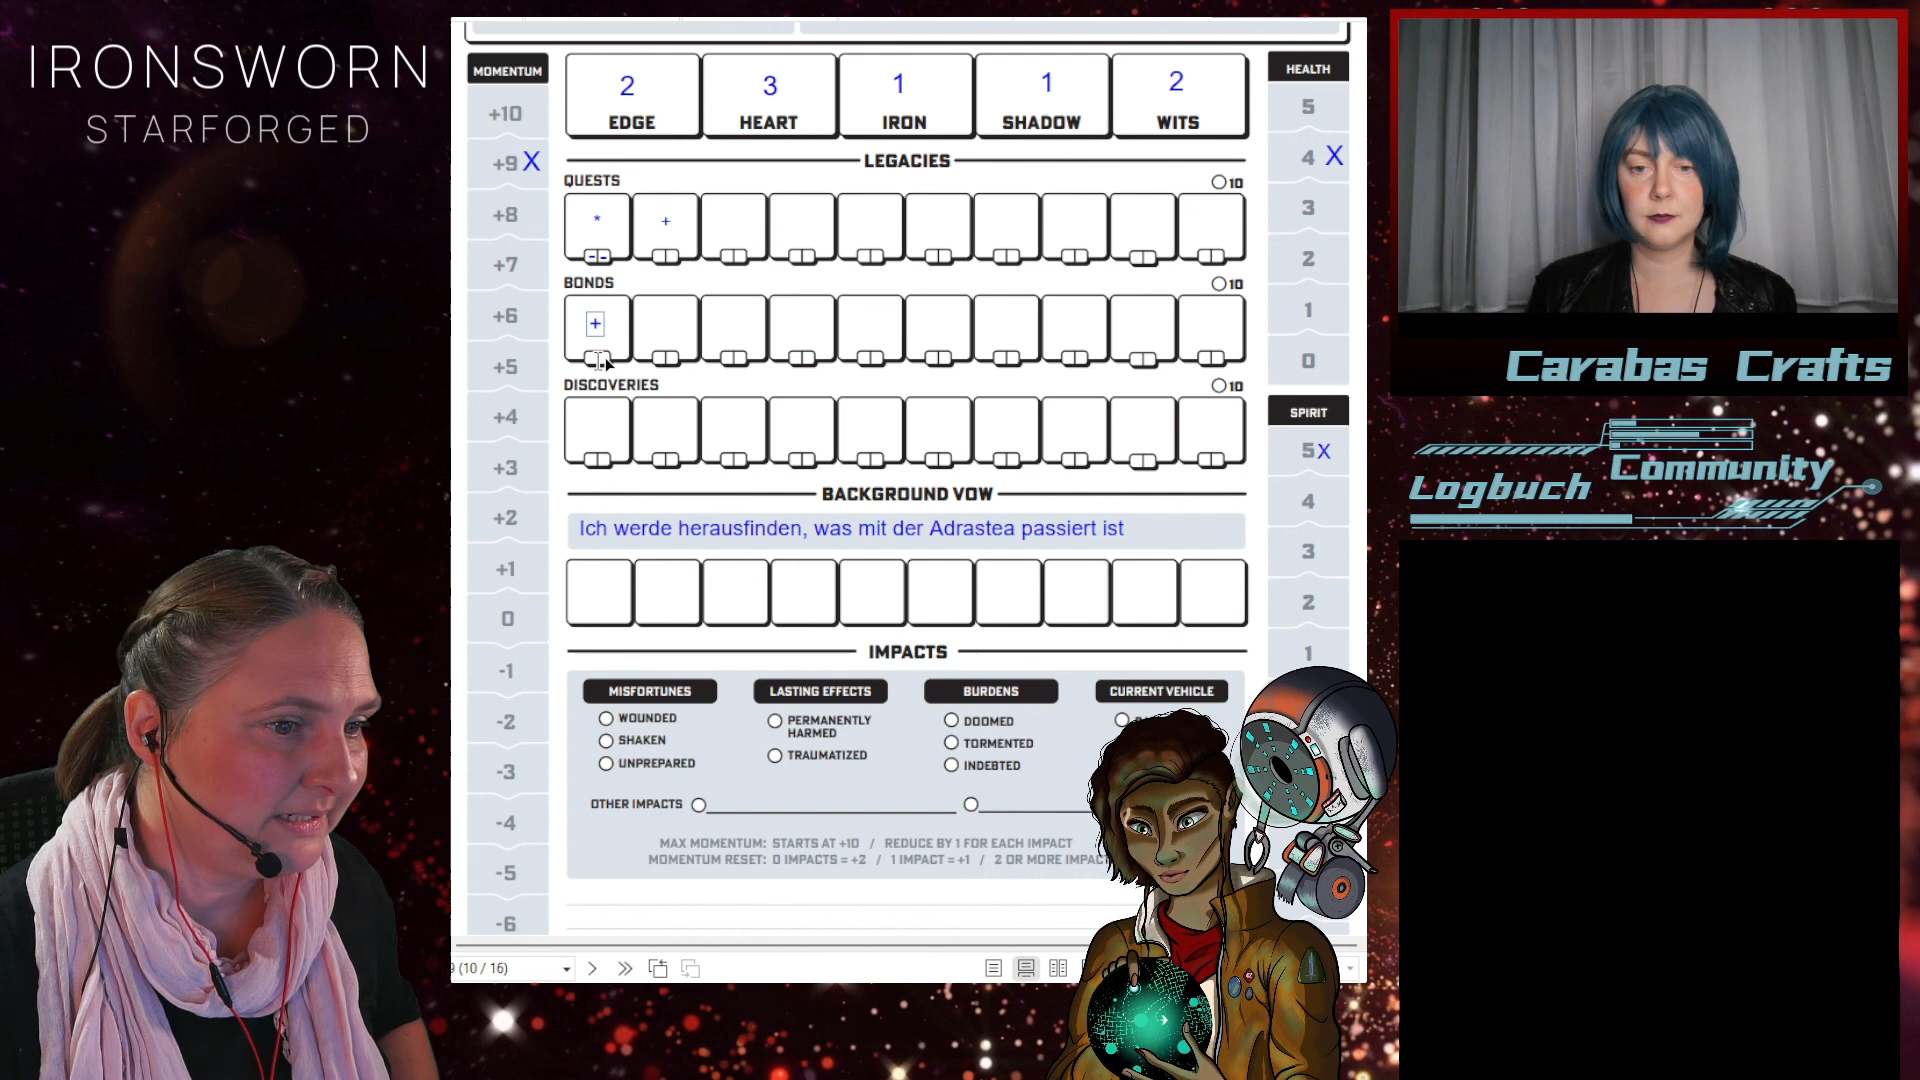 IRONSWORN
STARFORGED
MOMENTUM
+10
+9 X
+8
+7
+6
+5
+4
+3
+2
+1
0
-1
-2
-3
-4
-5
-6
2 3 1 1 2
EDGE HEART IRON SHADOW WITS
LEGACIES
QUESTS 10
* +
BONDS 10
+
DISCOVERIES 10
BACKGROUND VOW
Ich werde herausfinden, was mit der Adrastea passiert ist
IMPACTS
MISFORTUNES LASTING EFFECTS BURDENS CURRENT VEHICLE
WOUNDED
SHAKEN
UNPREPARED
PERMANENTLY
HARMED
TRAUMATIZED
DOOMED
TORMENTED
INDEBTED
OTHER IMPACTS
MAX MOMENTUM: STARTS AT +10 / REDUCE BY 1 FOR EACH IMPACT
MOMENTUM RESET: 0 IMPACTS = +2 / 1 IMPACT = +1 / 2 OR MORE
9 (10 / 16)
HEALTH
5
4 X
3
2
1
0
SPIRIT
5 X
4
3
2
1
Carabas Crafts
Logbuch Community